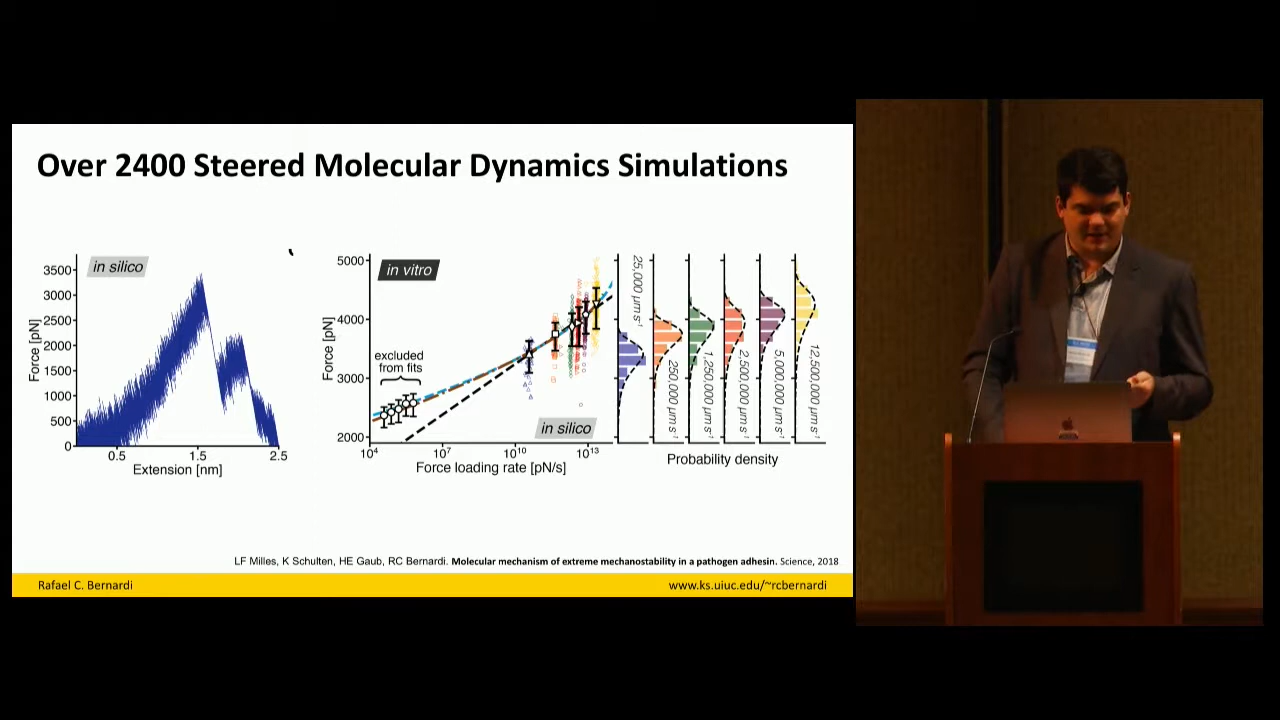 Over 2400 Steered Molecular Dynamics Simulations
in silico
Force [pN]
3500
3000
2500
2000
1500
1000
500
0
0.5
1.5
2.5
Extension [nm]
in vitro
Force [pN]
5000
4000
3000
2000
excluded
from fits
in silico
10⁴
10⁷
10¹⁰
10¹³
Force loading rate [pN/s]
25,000 µm s⁻¹
250,000 µm s⁻¹
1,250,000 µm s⁻¹
2,500,000 µm s⁻¹
5,000,000 µm s⁻¹
12,500,000 µm s⁻¹
Probability density
LF Milles, K Schulten, HE Gaub, RC Bernardi. Molecular mechanism of extreme mechanostability in a pathogen adhesin. Science, 2018
Rafael C. Bernardi
www.ks.uiuc.edu/~rcbernardi